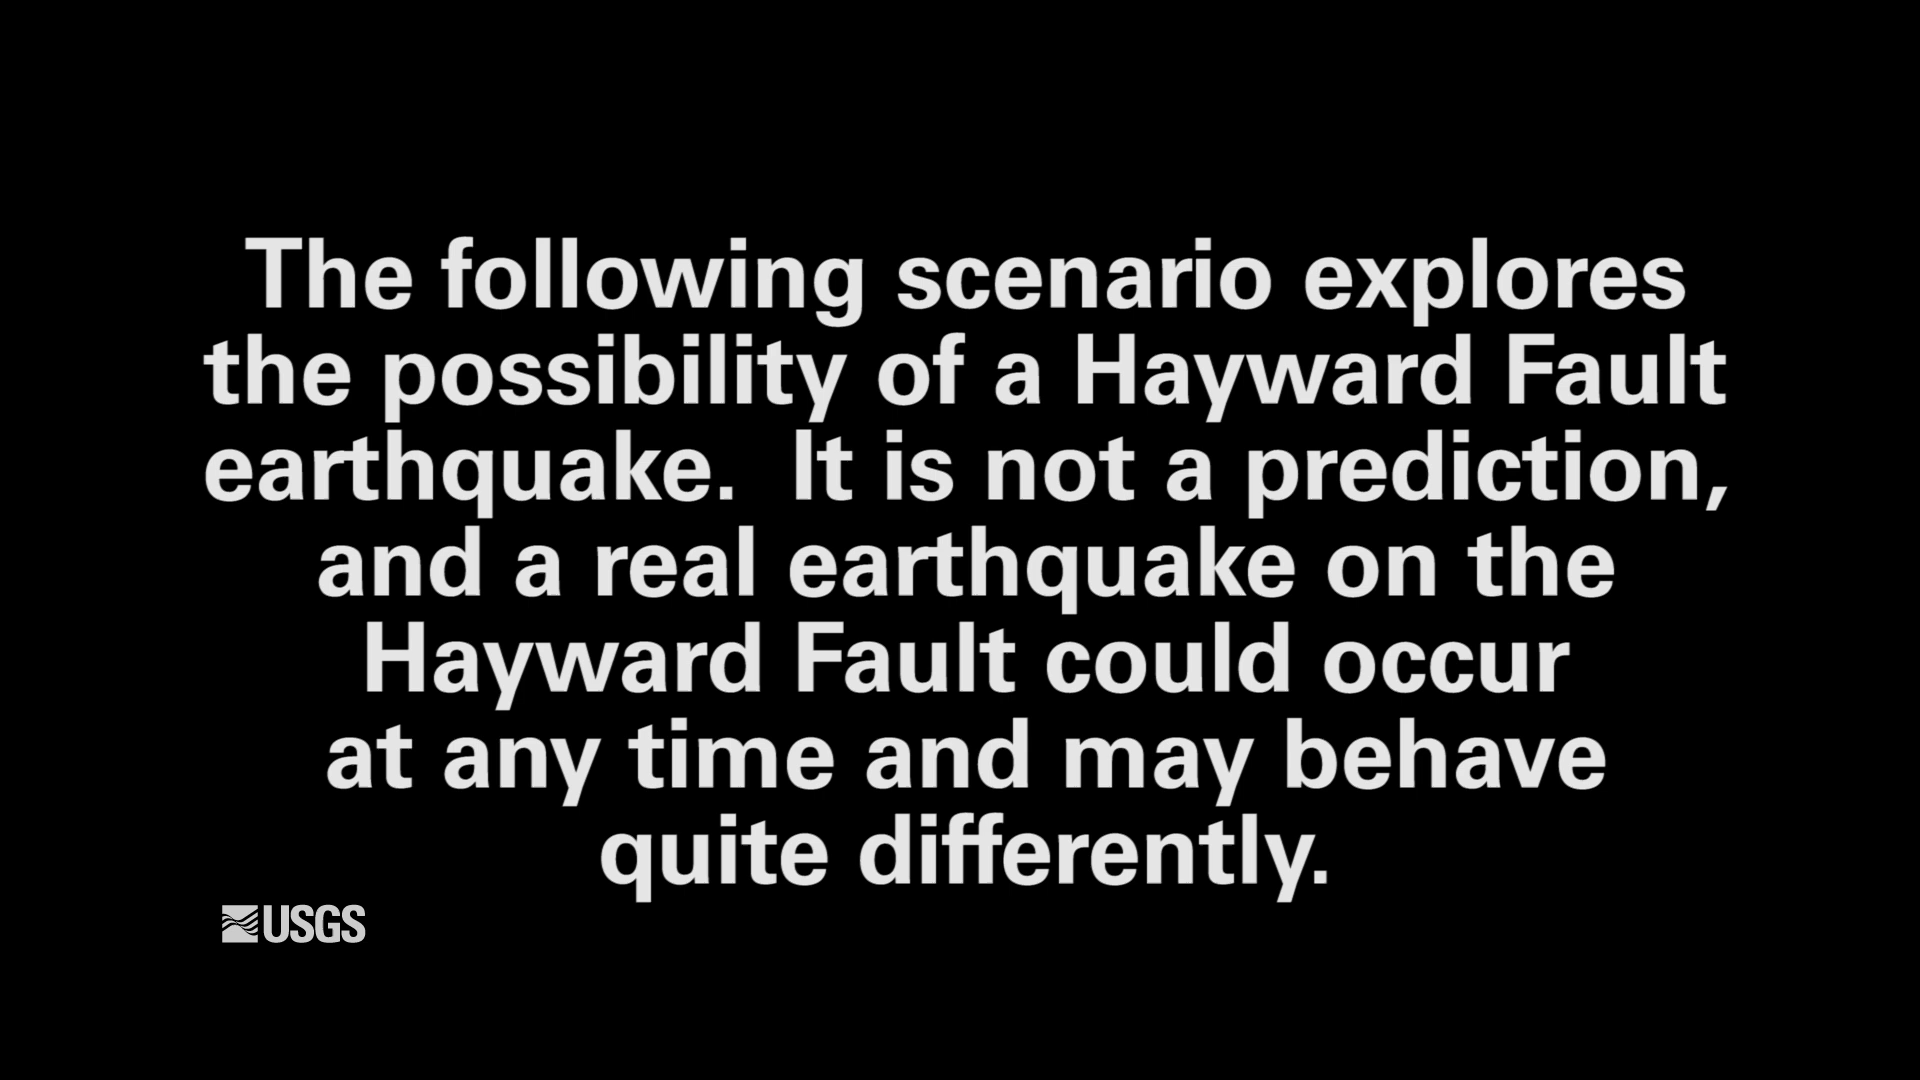 The following scenario explores
the possibility of a Hayward Fault
earthquake.  It is not a prediction,
and a real earthquake on the
Hayward Fault could occur
at any time and may behave
quite differently.
USGS